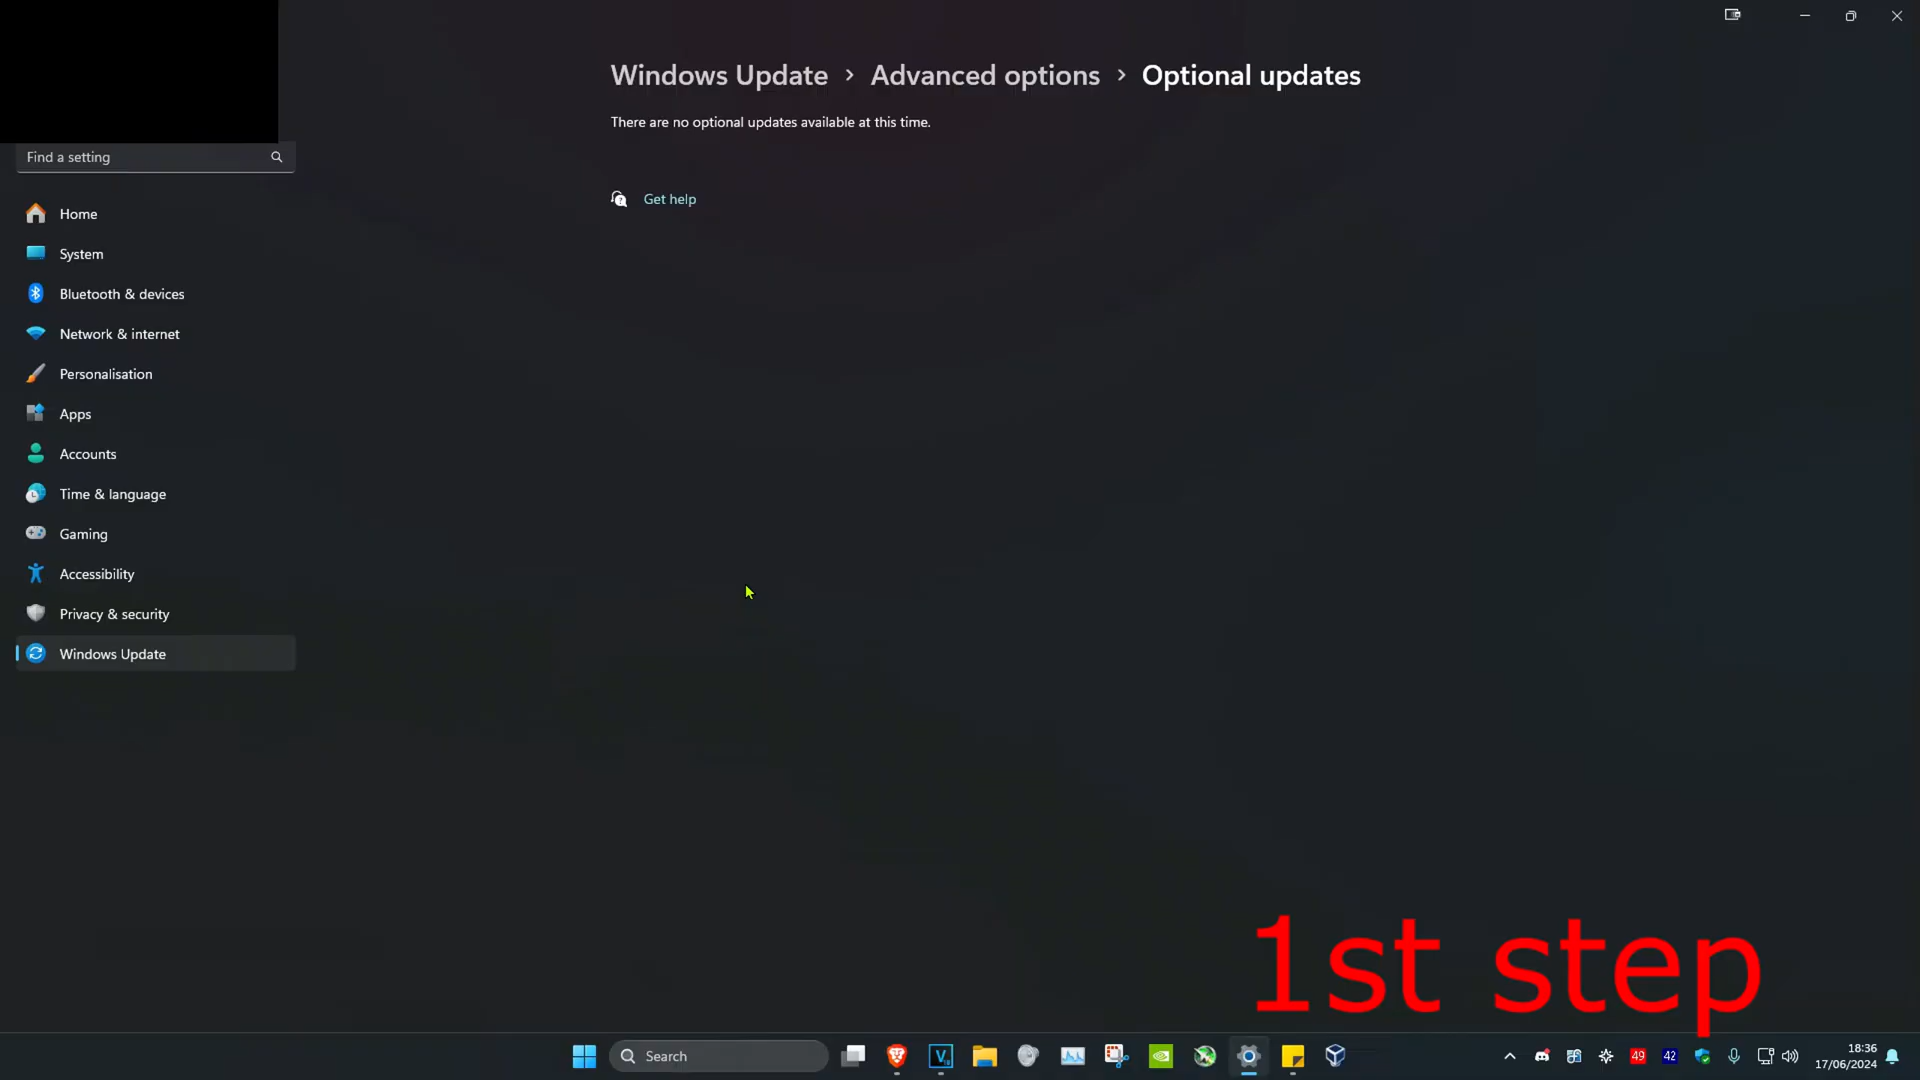 Windows Update > Advanced options > Optional updates
There are no optional updates available at this time.
Get help
Find a setting
Home
System
Bluetooth & devices
Network & internet
Personalisation
Apps
Accounts
Time & language
Gaming
Accessibility
Privacy & security
Windows Update
1st step
Search
V
49
42
18:36
17/06/2024